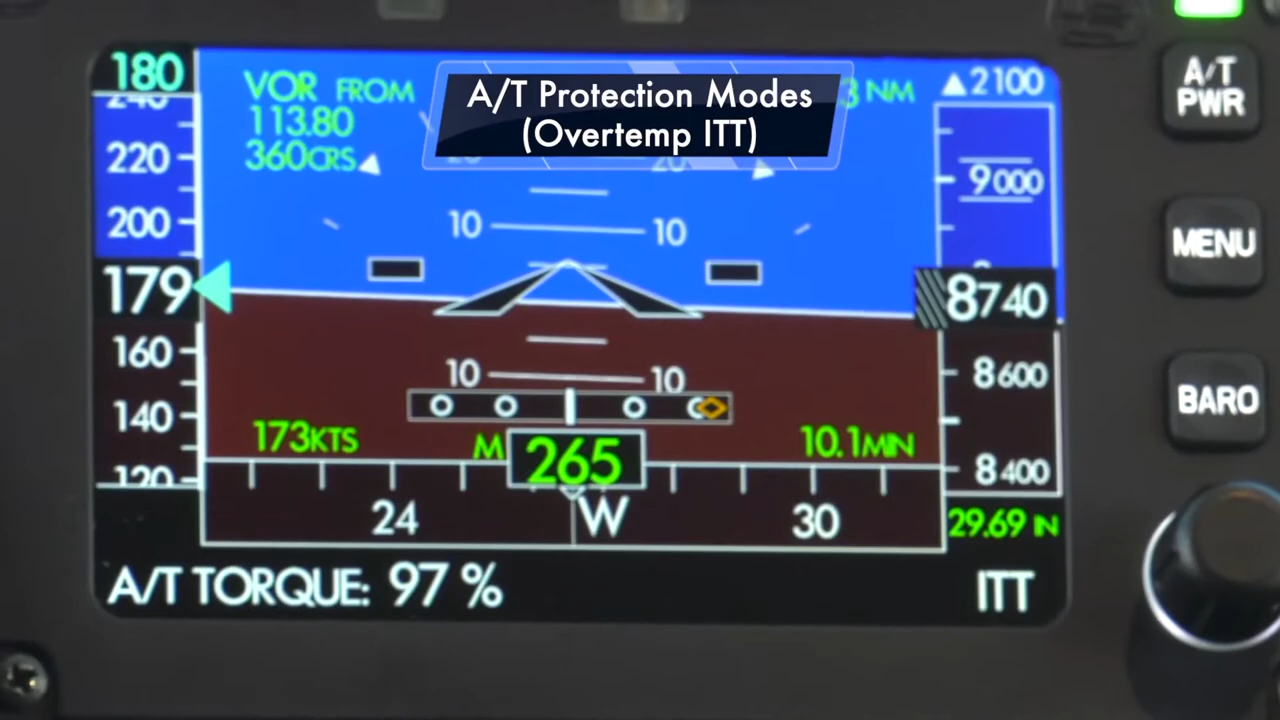 A/T Protection Modes
(Overtemp ITT)
180
VOR FROM
113.80
360CRS
NM
2100
240
220
200
179
160
140
120
20 20
10 10
10 10
9000
8740
8600
8400
29.69 IN
173KTS
M
265
10.1MIN
24
W
30
A/T TORQUE: 97 %
ITT
A/T
PWR
MENU
BARO